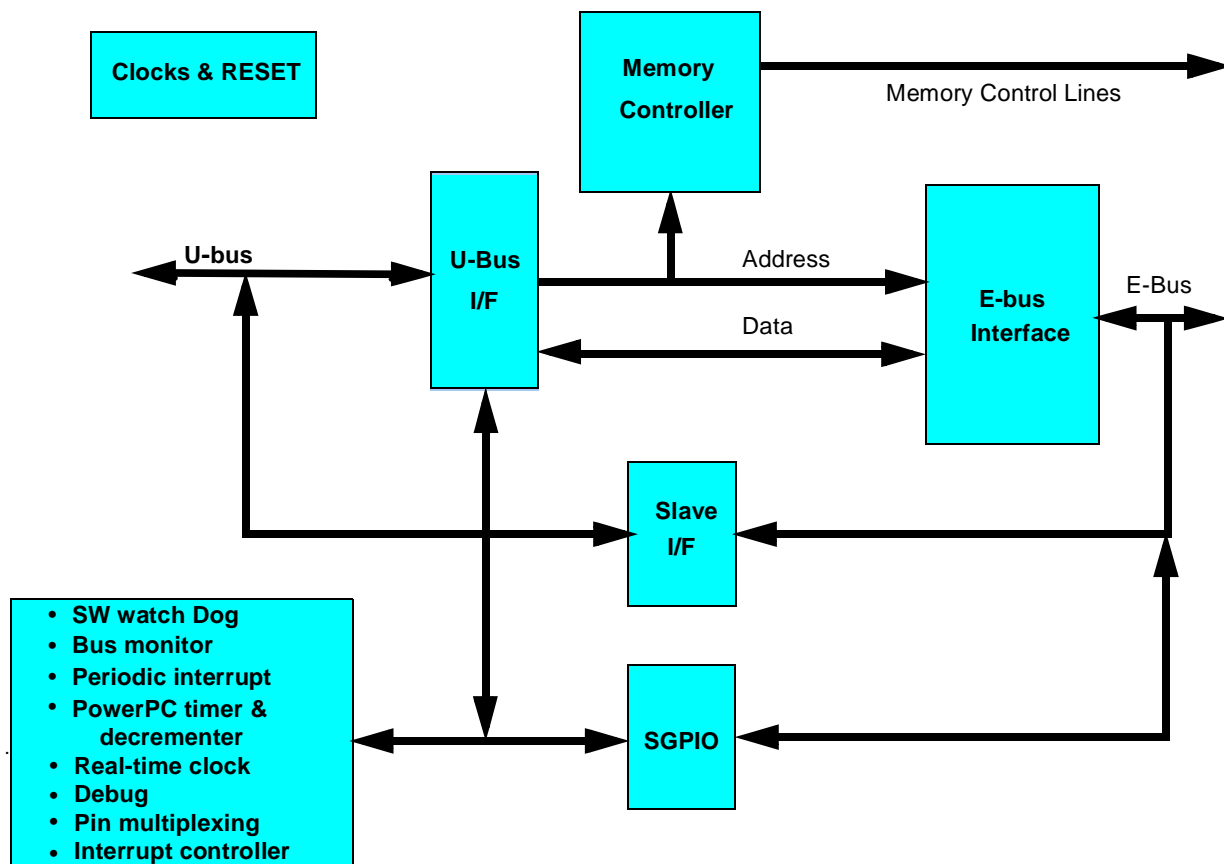 Clocks & RESET
Memory
Controller
Memory Control Lines
U-bus
U-Bus
I/F
Address
Data
E-bus
Interface
E-Bus
Slave
I/F
• SW watch Dog
• Bus monitor
• Periodic interrupt
• PowerPC timer &
decrementer
• Real-time clock
• Debug
• Pin multiplexing
• Interrupt controller
SGPIO
.